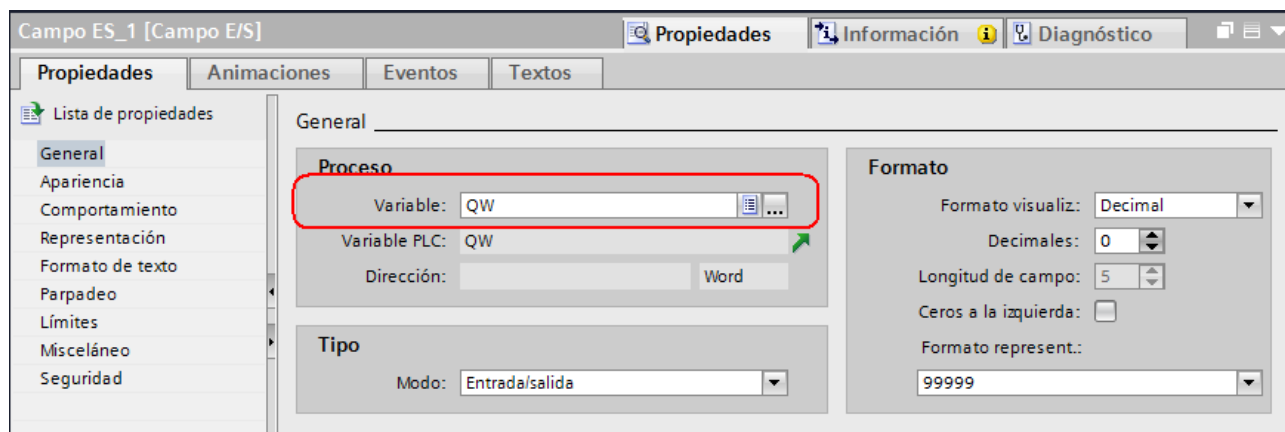 Campo ES_1 [Campo E/S]
Propiedades Información Diagnóstico
Propiedades Animaciones Eventos Textos
Lista de propiedades
General
Apariencia
Comportamiento
Representación
Formato de texto
Parpadeo
Límites
Misceláneo
Seguridad
General
Proceso
Variable: QW
Variable PLC: QW
Dirección: Word
Tipo
Modo: Entrada/salida
Formato
Formato visualiz.: Decimal
Decimales: 0
Longitud de campo: 5
Ceros a la izquierda:
Formato represent.:
99999